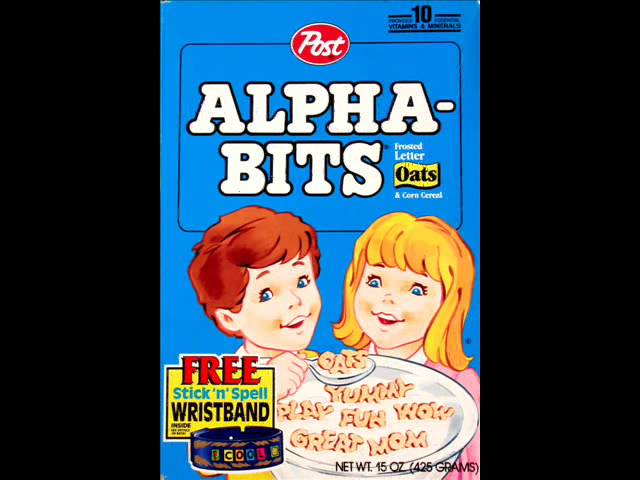 PROVIDES 10 ESSENTIAL
VITAMINS & MINERALS
Post
ALPHA-
BITS®
Frosted
Letter
Oats
& Corn Cereal
®
OATS
YUMMY
PLAY FUN WOW
GREAT MOM
FREE
Stick 'n' Spell
WRISTBAND
INSIDE
COOL
NET WT. 15 OZ (425 GRAMS)